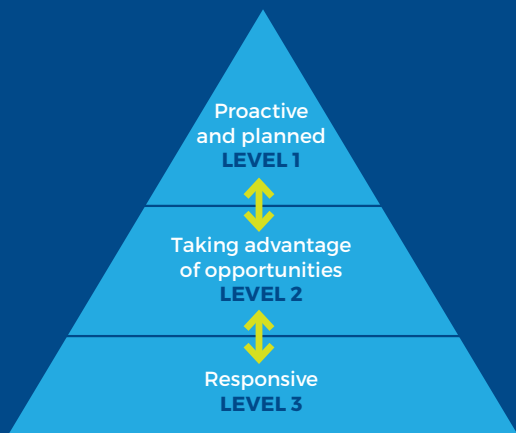 Proactive
and planned
LEVEL 1
Taking advantage
of opportunities
LEVEL 2
Responsive
LEVEL 3